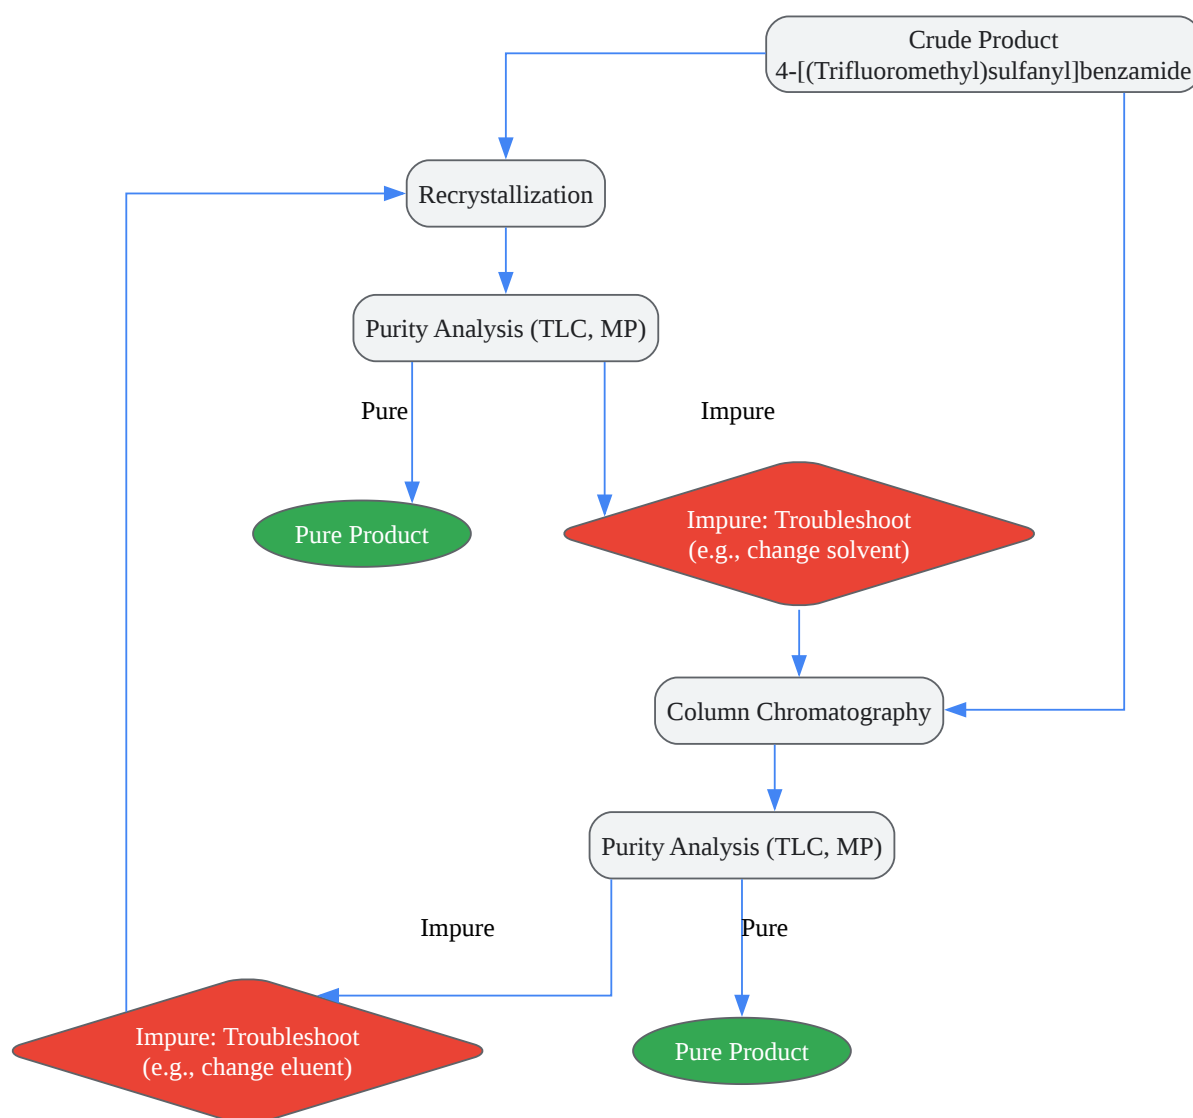 Crude Product
4-[(Trifluoromethyl)sulfanyl]benzamide
Recrystallization
Purity Analysis (TLC, MP)
Pure
Impure
Pure Product
Impure: Troubleshoot
(e.g., change solvent)
Column Chromatography
Purity Analysis (TLC, MP)
Impure
Pure
Impure: Troubleshoot
(e.g., change eluent)
Pure Product